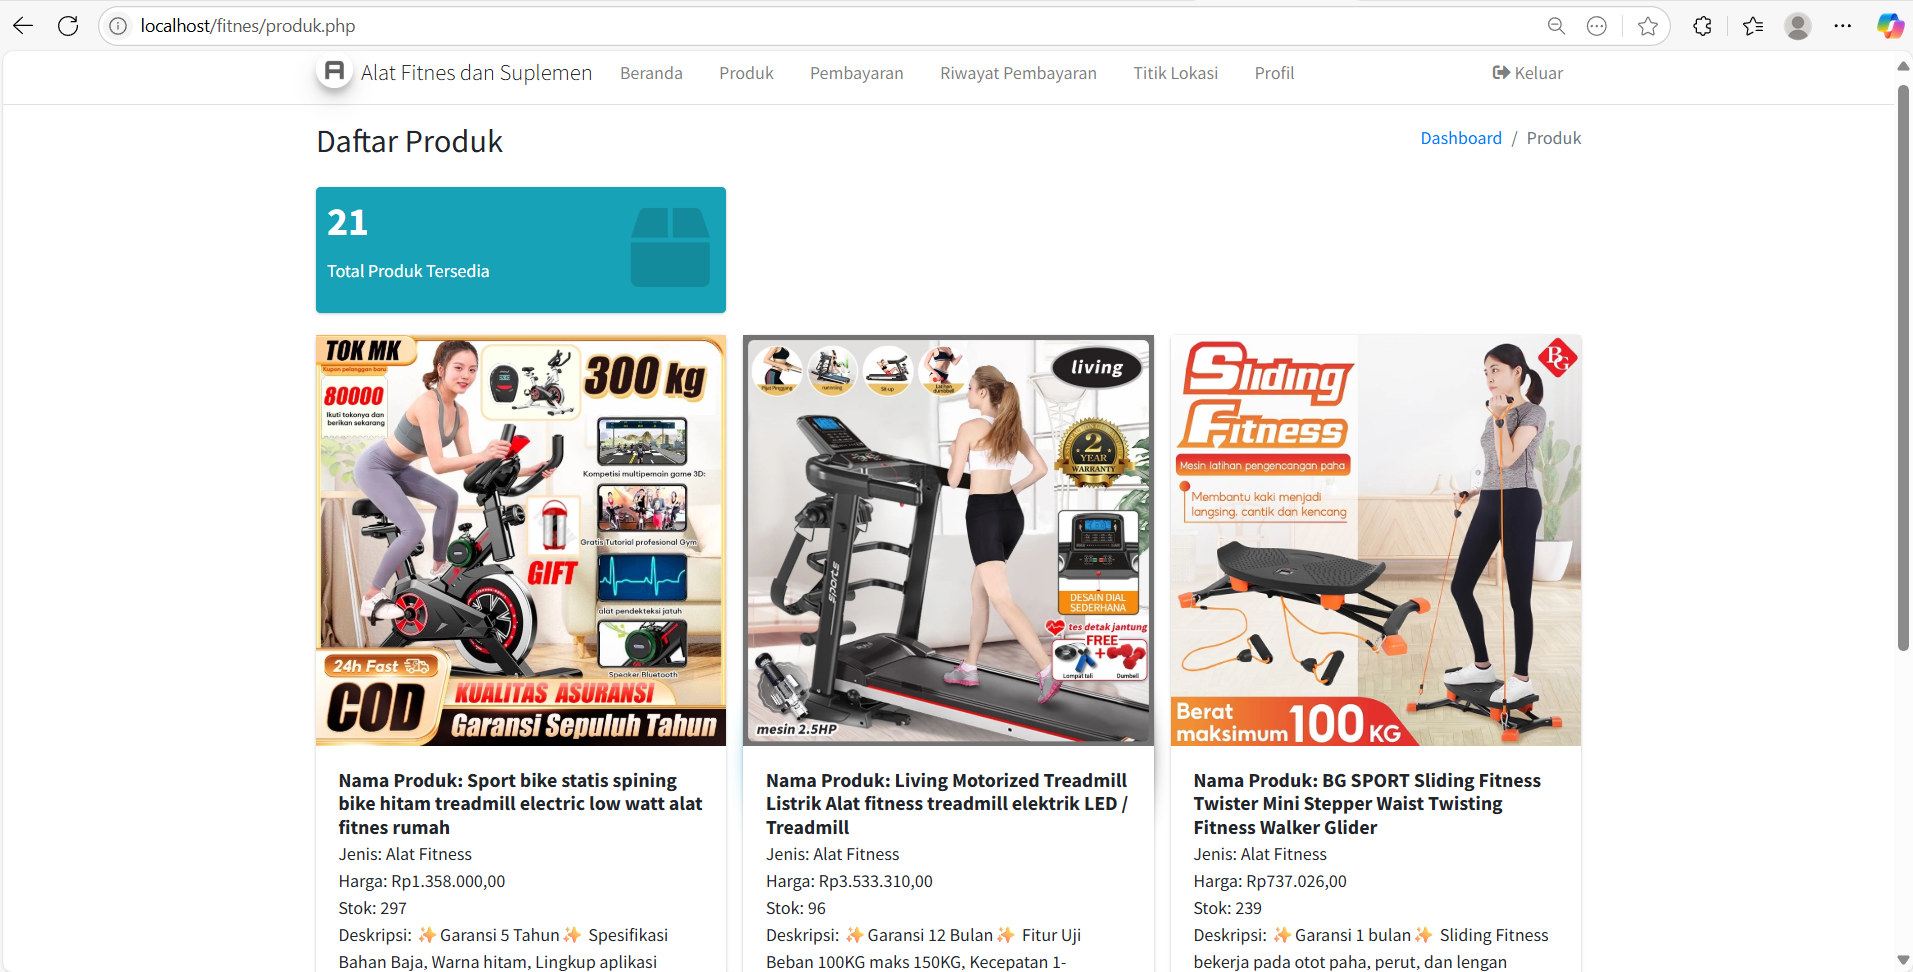 localhost/fitnes/produk.php
Alat Fitnes dan Suplemen Beranda Produk Pembayaran Riwayat Pembayaran Titik Lokasi Profil Keluar
Daftar Produk
Dashboard / Produk
21
Total Produk Tersedia
TOK MK
Kupon pelanggan baru
80000
Ikuti tokonya dan
berikan sekarang
300 kg
Kompetisi multipemain game 3D:
Gratis Tutorial profesional Gym
GIFT
alat pendekteksi jatuh
Speaker Bluetooth
24h Fast
COD
KUALITAS ASURANSI
Garansi Sepuluh Tahun
Nama Produk: Sport bike statis spining
bike hitam treadmill electric low watt alat
fitnes rumah
Jenis: Alat Fitness
Harga: Rp1.358.000,00
Stok: 297
Deskripsi: ✨Garansi 5 Tahun✨ Spesifikasi
Bahan Baja, Warna hitam, Lingkup aplikasi
living
2
YEAR
WARRANTY
sports
DESAIN DIAL
SEDERHANA
tes detak jantung
FREE
Lompat tali
Dumbell
mesin 2.5HP
Nama Produk: Living Motorized Treadmill
Listrik Alat fitness treadmill elektrik LED /
Treadmill
Jenis: Alat Fitness
Harga: Rp3.533.310,00
Stok: 96
Deskripsi: ✨Garansi 12 Bulan✨ Fitur Uji
Beban 100KG maks 150KG, Kecepatan 1-
Sliding
Fitness
BG
Mesin latihan pengencangan paha
Membantu kaki menjadi
langsing, cantik dan kencang
Berat
maksimum 100 KG
Nama Produk: BG SPORT Sliding Fitness
Twister Mini Stepper Waist Twisting
Fitness Walker Glider
Jenis: Alat Fitness
Harga: Rp737.026,00
Stok: 239
Deskripsi: ✨Garansi 1 bulan✨ Sliding Fitness
bekerja pada otot paha, perut, dan lengan